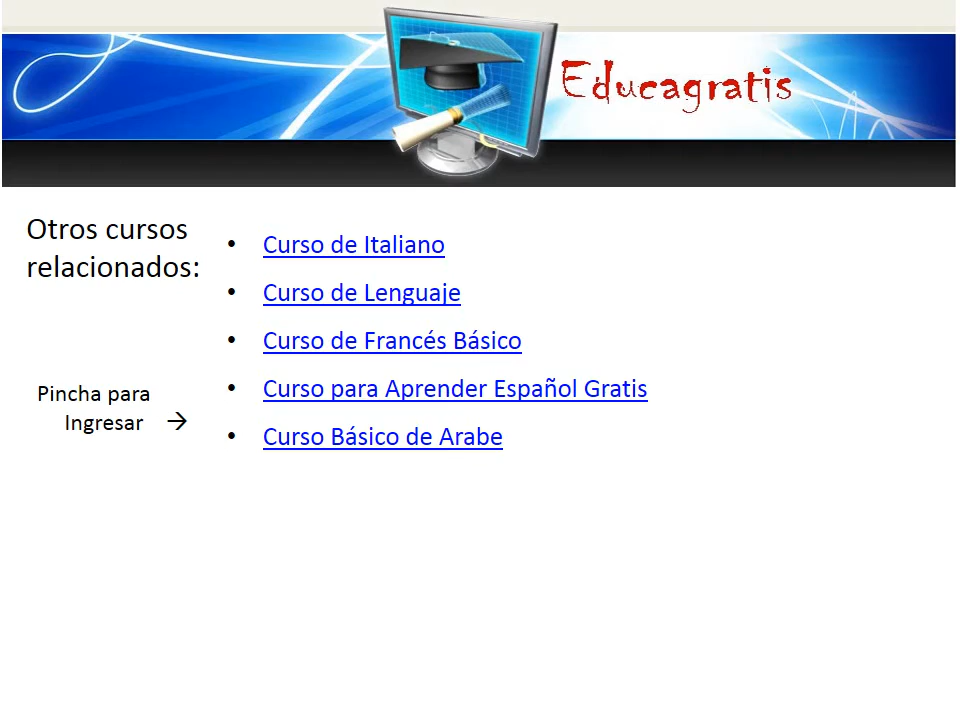 Educagratis
Otros cursos
relacionados:
• Curso de Italiano
• Curso de Lenguaje
• Curso de Francés Básico
• Curso para Aprender Español Gratis
• Curso Básico de Arabe
Pincha para
Ingresar →